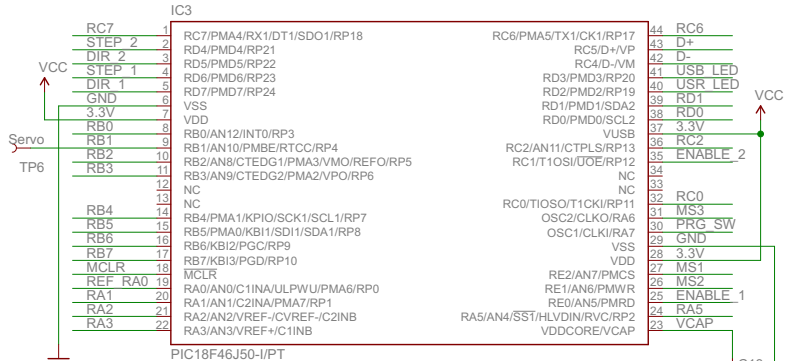 IC3
RC7 1 RC7/PMA4/RX1/DT1/SDO1/RP18 RC6/PMA5/TX1/CK1/RP17 44 RC6
STEP_2 2 RD4/PMD4/RP21 RC5/D+/VP 43 D+
DIR_2 3 RD5/PMD5/RP22 RC4/D-/VM 42 D-
VCC STEP_1 4 RD6/PMD6/RP23 RD3/PMD3/RP20 41 USB_LED
DIR_1 5 RD7/PMD7/RP24 RD2/PMD2/RP19 40 USR_LED VCC
GND 6 VSS RD1/PMD1/SDA2 39 RD1
3.3V 7 VDD RD0/PMD0/SCL2 38 RD0
RB0 8 RB0/AN12/INT0/RP3 VUSB 37 3.3V
Servo RB1 9 RB1/AN10/PMBE/RTCC/RP4 RC2/AN11/CTPLS/RP13 36 RC2
TP6 RB2 10 RB2/AN8/CTEDG1/PMA3/VMO/REFO/RP5 RC1/T1OSI/UOE/RP12 35 ENABLE_2
RB3 11 RB3/AN9/CTEDG2/PMA2/VPO/RP6 NC 34
12 NC NC 33
13 NC RC0/TIOSO/T1CKI/RP11 32 RC0
RB4 14 RB4/PMA1/KPIO/SCK1/SCL1/RP7 OSC2/CLKO/RA6 31 MS3
RB5 15 RB5/PMA0/KBI1/SDI1/SDA1/RP8 OSC1/CLKI/RA7 30 PRG_SW
RB6 16 RB6/KBI2/PGC/RP9 VSS 29 GND
RB7 17 RB7/KBI3/PGD/RP10 VDD 28 3.3V
MCLR 18 MCLR RE2/AN7/PMCS 27 MS1
REF_RA0 19 RA0/AN0/C1INA/ULPWU/PMA6/RP0 RE1/AN6/PMWR 26 MS2
RA1 20 RA1/AN1/C2INA/PMA7/RP1 RE0/AN5/PMRD 25 ENABLE_1
RA2 21 RA2/AN2/VREF-/CVREF-/C2INB RA5/AN4/SS1/HLVDIN/RVC/RP2 24 RA5
RA3 22 RA3/AN3/VREF+/C1INB VDDCORE/VCAP 23 VCAP
PIC18F46J50-I/PT